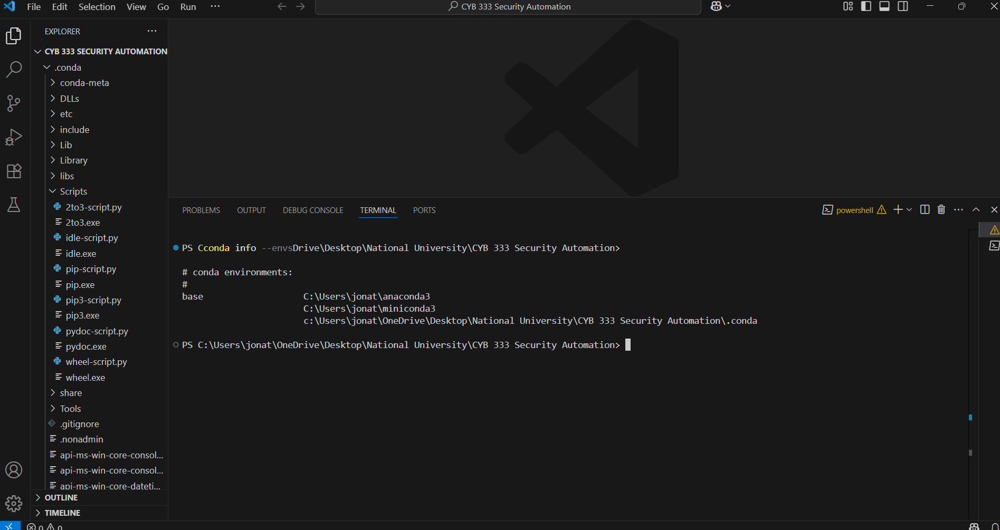 File Edit Selection View Go Run ···
CYB 333 Security Automation
EXPLORER
CYB 333 SECURITY AUTOMATION
.conda
conda-meta
DLLs
etc
include
Lib
Library
libs
Scripts
2to3-script.py
2to3.exe
idle-script.py
idle.exe
pip-script.py
pip.exe
pip3-script.py
pip3.exe
pydoc-script.py
pydoc.exe
wheel-script.py
wheel.exe
share
Tools
.gitignore
.nonadmin
api-ms-win-core-consol...
api-ms-win-core-consol...
api-ms-win-core-dateti...
OUTLINE
TIMELINE
PROBLEMS OUTPUT DEBUG CONSOLE TERMINAL PORTS
powershell
PS Cconda info --envsDrive\Desktop\National University\CYB 333 Security Automation>
# conda environments:
#
base C:\Users\jonat\anaconda3
C:\Users\jonat\miniconda3
c:\Users\jonat\OneDrive\Desktop\National University\CYB 333 Security Automation\.conda
PS C:\Users\jonat\OneDrive\Desktop\National University\CYB 333 Security Automation>
0 0